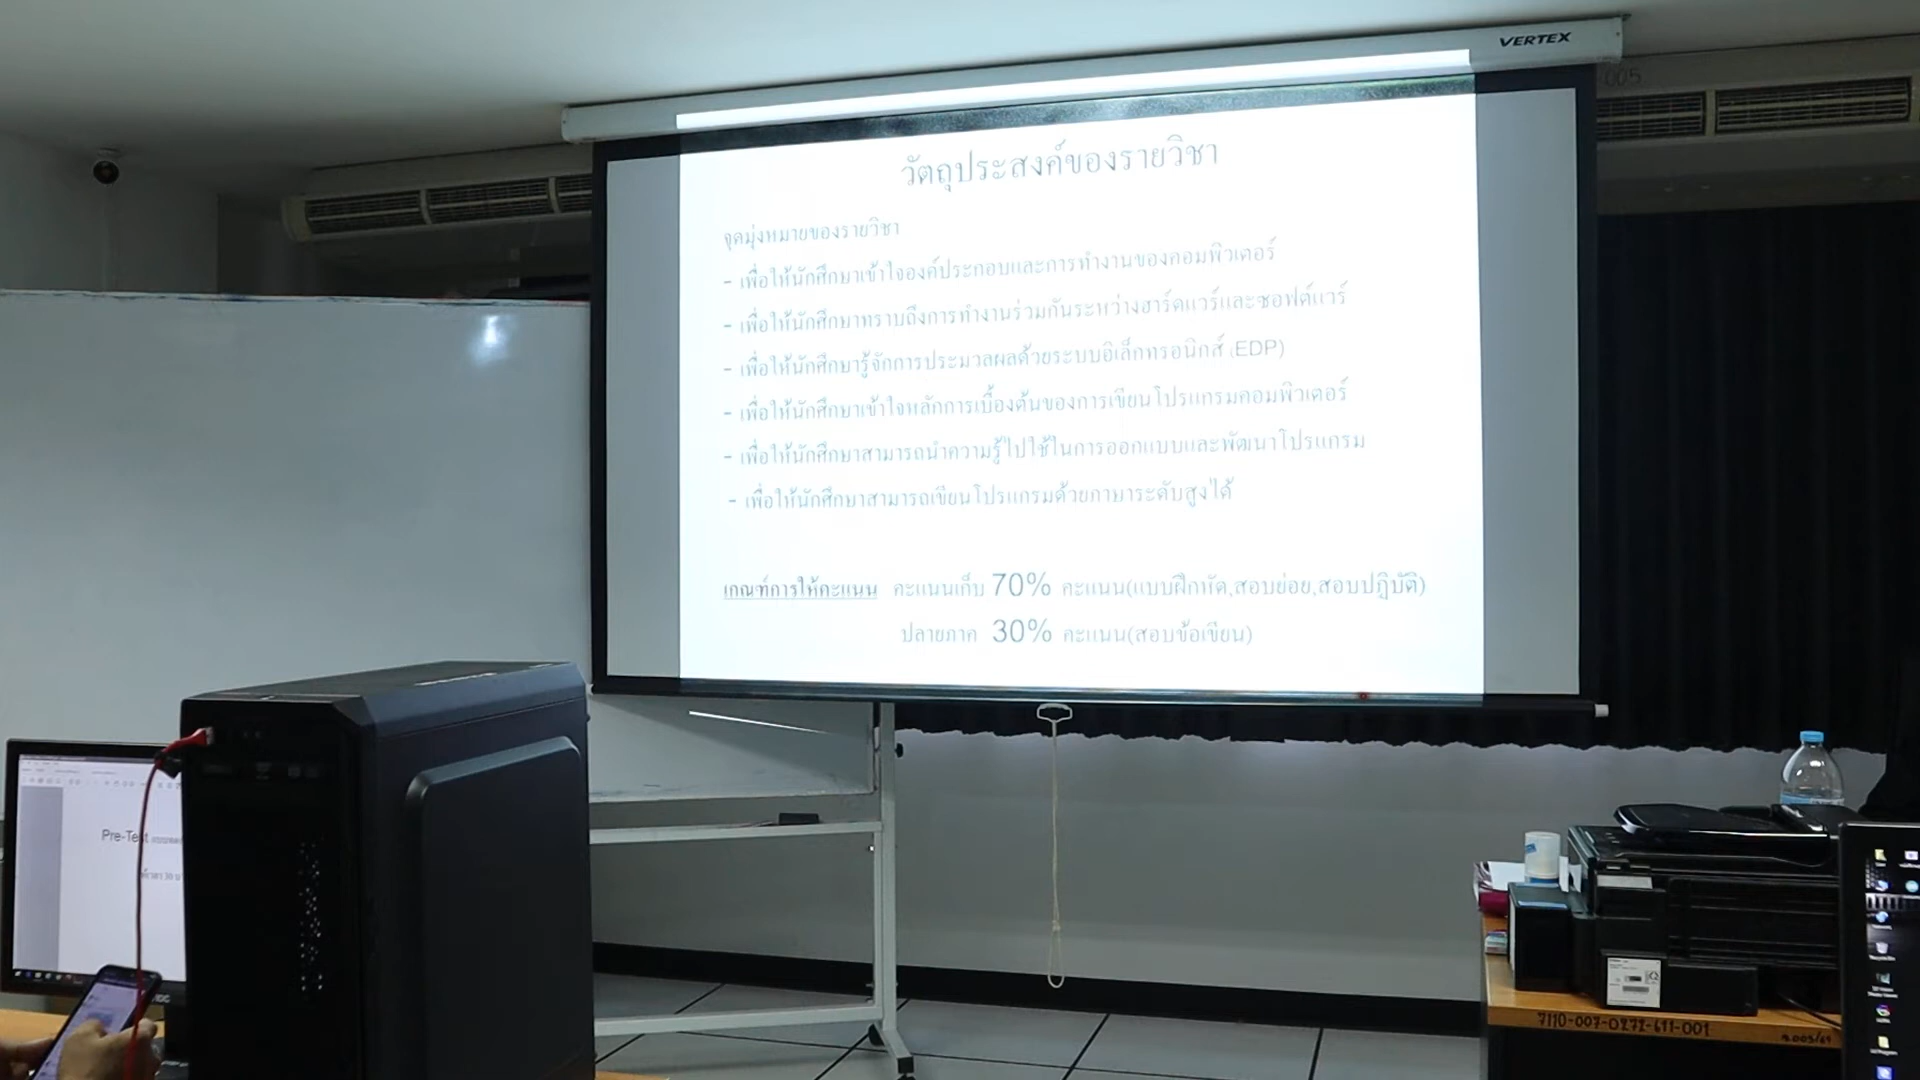 VERTEX
005
วัตถุประสงค์ของรายวิชา
จุดมุ่งหมายของรายวิชา
- เพื่อให้นักศึกษาเข้าใจองค์ประกอบและการทำงานของคอมพิวเตอร์
- เพื่อให้นักศึกษาทราบถึงการทำงานร่วมกันระหว่างฮาร์ดแวร์และซอฟต์แวร์
- เพื่อให้นักศึกษารู้จักการประมวลผลด้วยระบบอิเล็กทรอนิกส์ (EDP)
- เพื่อให้นักศึกษาเข้าใจหลักการเบื้องต้นของการเขียนโปรแกรมคอมพิวเตอร์
- เพื่อให้นักศึกษาสามารถนำความรู้ไปใช้ในการออกแบบและพัฒนาโปรแกรม
- เพื่อให้นักศึกษาสามารถเขียนโปรแกรมด้วยภาษาระดับสูงได้
เกณฑ์การให้คะแนน คะแนนเก็บ 70% คะแนน(แบบฝึกหัด,สอบย่อย,สอบปฏิบัติ)
ปลายภาค 30% คะแนน(สอบข้อเขียน)
Pre-Test
7110-007-0272-611-001